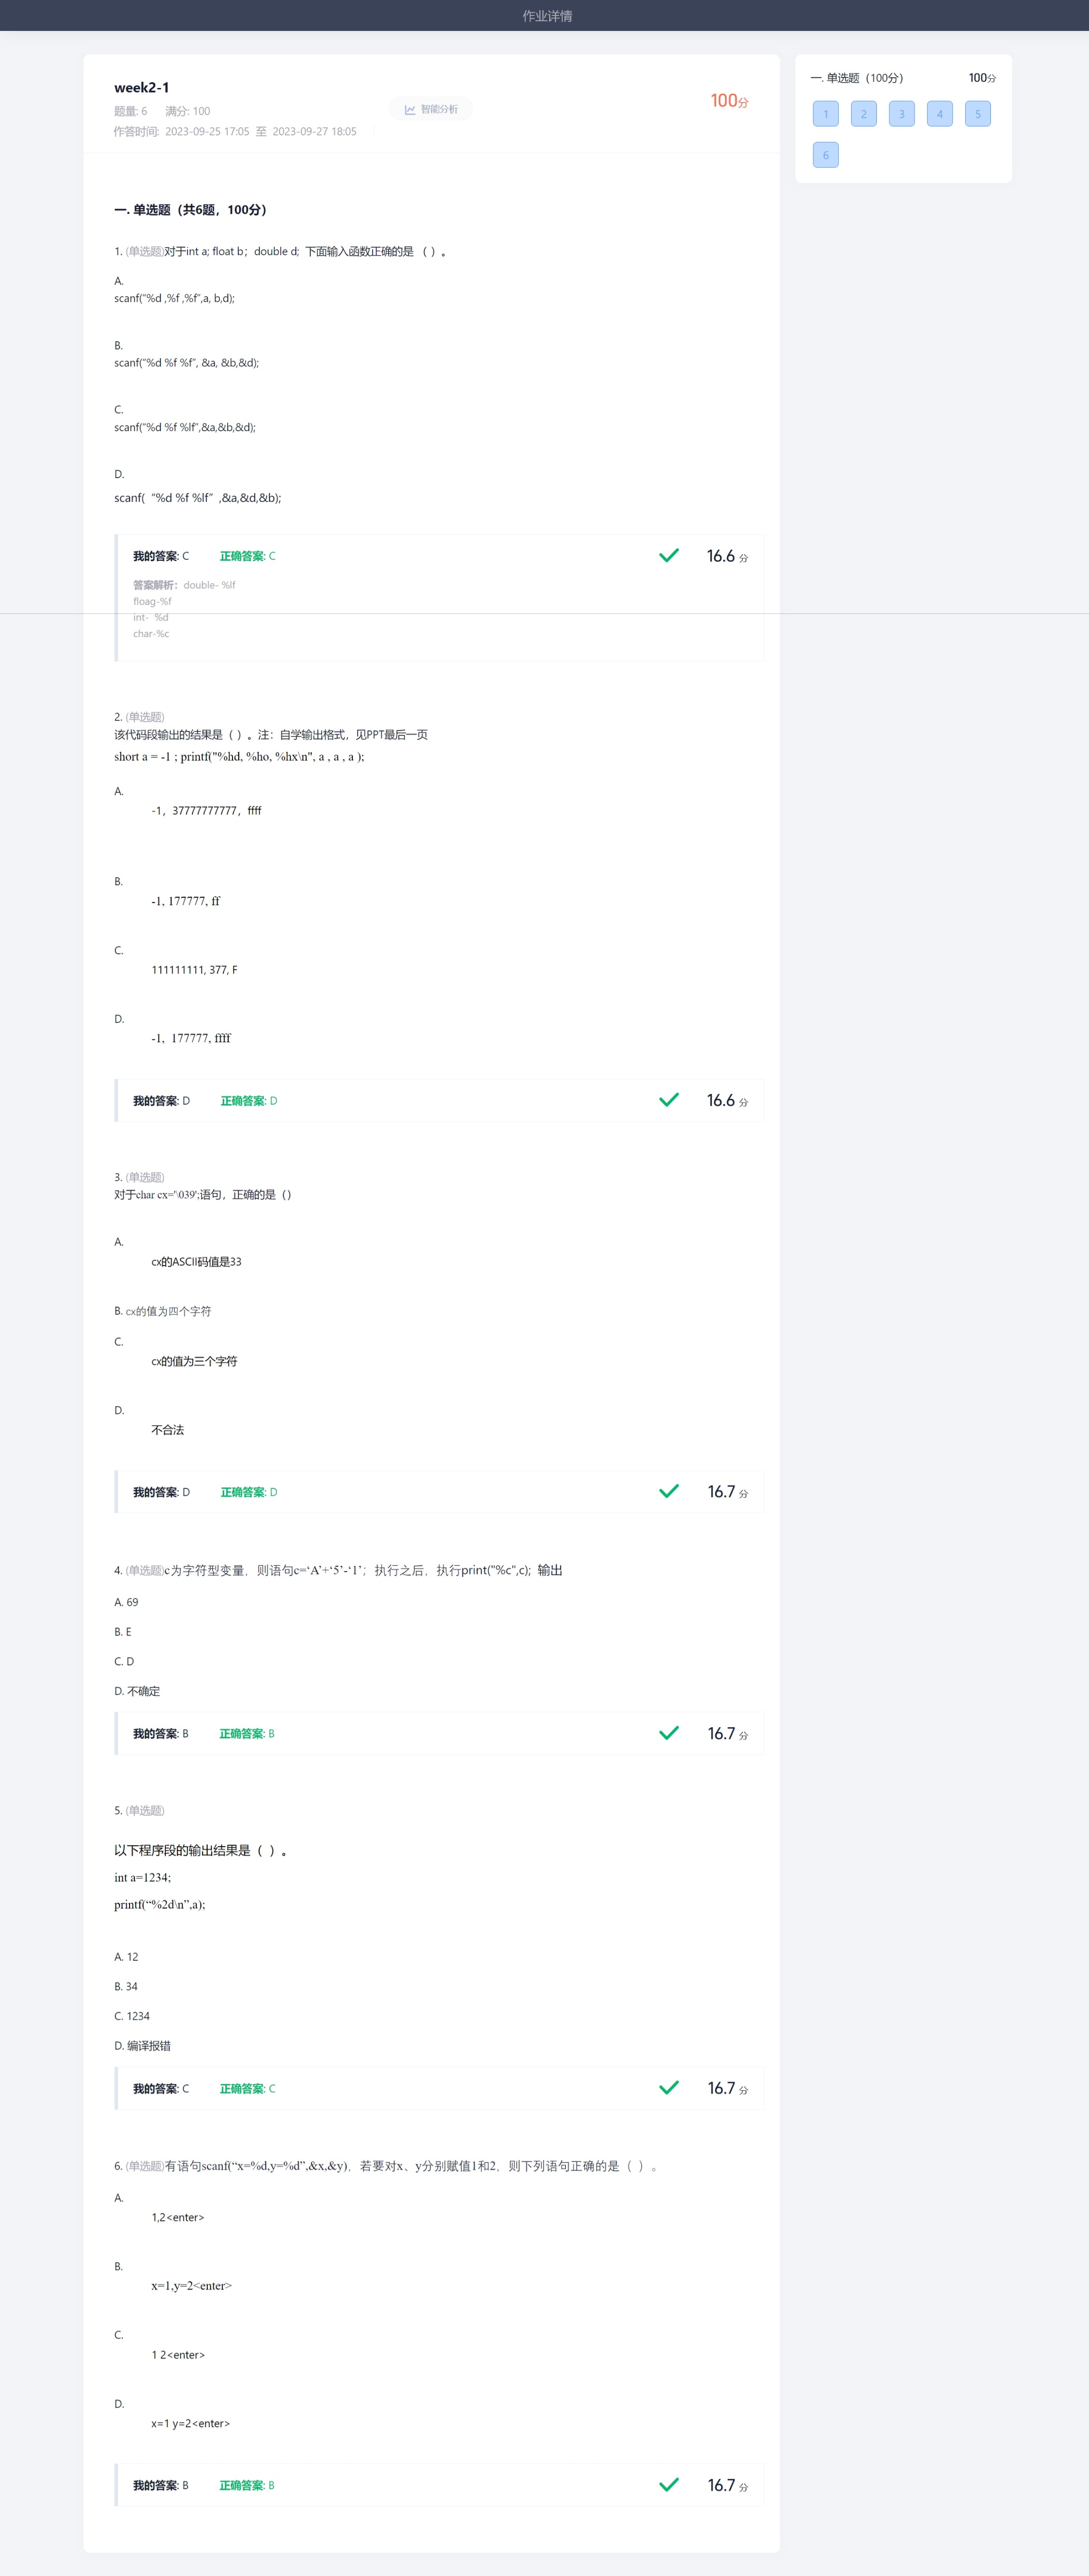 作业详情
week2-1
题量: 6 满分: 100
作答时间: 2023-09-25 17:05 至 2023-09-27 18:05
智能分析
100分
一. 单选题（100分） 100分
1 2 3 4 5
6
一. 单选题（共6题，100分）
1. (单选题)对于int a; float b；double d; 下面输入函数正确的是 （ ）。
A.
scanf(“%d ,%f ,%f”,a, b,d);
B.
scanf(“%d %f %f”, &a, &b,&d);
C.
scanf(“%d %f %lf”,&a,&b,&d);
D.
scanf( “%d %f %lf” ,&a,&d,&b);
我的答案: C 正确答案: C 16.6 分
答案解析： double- %lf
floag-%f
int- %d
char-%c
2. (单选题)
该代码段输出的结果是（ ）。注：自学输出格式，见PPT最后一页
short a = -1 ; printf("%hd, %ho, %hx\n", a , a , a );
A.
-1，37777777777，ffff
B.
-1, 177777, ff
C.
111111111, 377, F
D.
-1, 177777, ffff
我的答案: D 正确答案: D 16.6 分
3. (单选题)
对于char cx='\039';语句，正确的是（）
A.
cx的ASCII码值是33
B. cx的值为四个字符
C.
cx的值为三个字符
D.
不合法
我的答案: D 正确答案: D 16.7 分
4. (单选题)c为字符型变量，则语句c=‘A’+‘5’-‘1’；执行之后，执行print("%c",c); 输出
A. 69
B. E
C. D
D. 不确定
我的答案: B 正确答案: B 16.7 分
5. (单选题)
以下程序段的输出结果是（ ）。
int a=1234;
printf(“%2d\n”,a);
A. 12
B. 34
C. 1234
D. 编译报错
我的答案: C 正确答案: C 16.7 分
6. (单选题)有语句scanf(“x=%d,y=%d”,&x,&y)，若要对x、y分别赋值1和2，则下列语句正确的是（ ）。
A.
1,2<enter>
B.
x=1,y=2<enter>
C.
1 2<enter>
D.
x=1 y=2<enter>
我的答案: B 正确答案: B 16.7 分